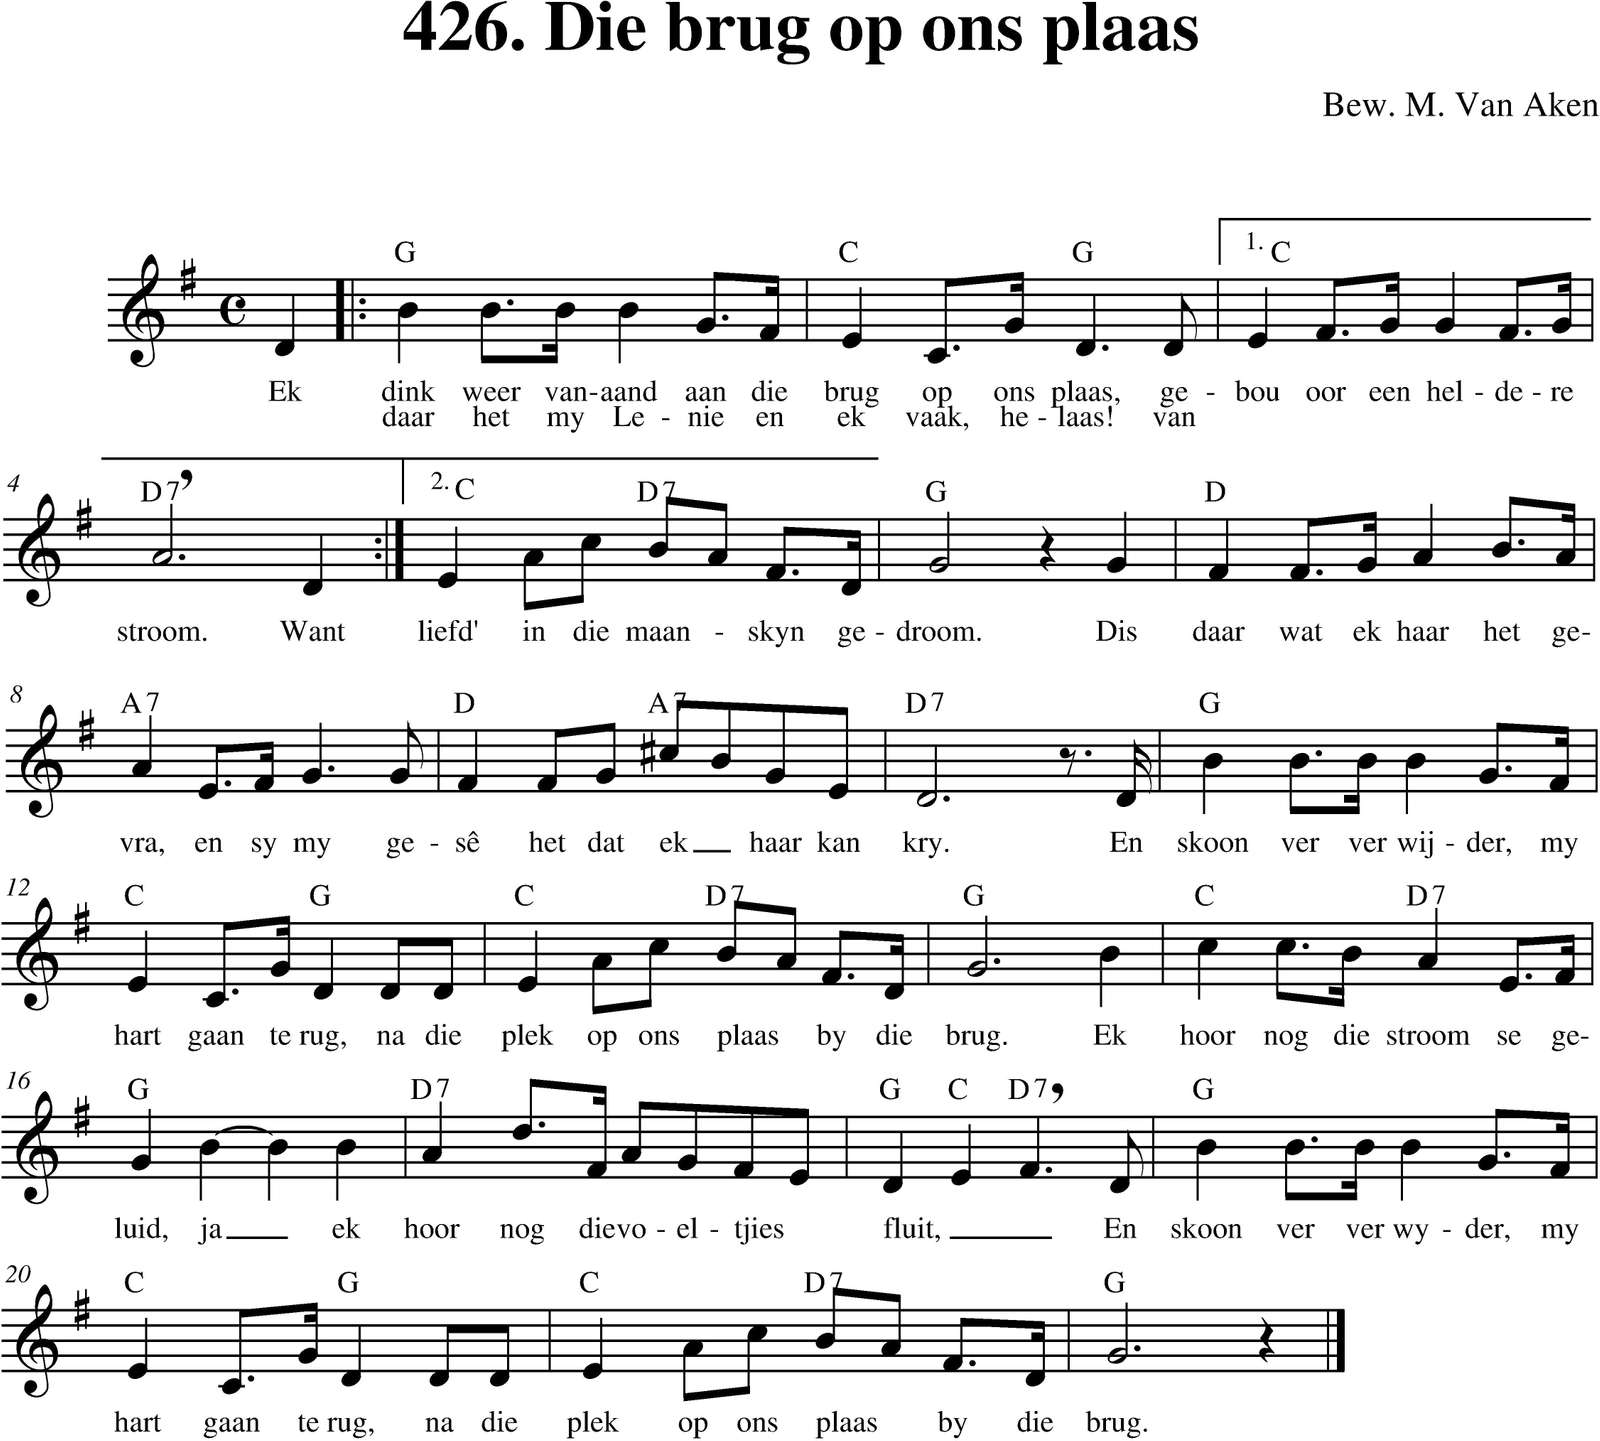 426. Die brug op ons plaas
Bew. M. Van Aken
G C G 1. C
Ek dink weer van-aand aan die brug op ons plaas, ge - bou oor een hel - de - re
daar het my Le - nie en ek vaak, he - laas! van
4 D7 2. C D7 G D
stroom. Want liefd' in die maan - skyn ge - droom. Dis daar wat ek haar het ge-
8 A7 D A7 D7 G
vra, en sy my ge - sê het dat ek haar kan kry. En skoon ver ver wij - der, my
12 C G C D7 G C D7
hart gaan te rug, na die plek op ons plaas by die brug. Ek hoor nog die stroom se ge-
16 G D7 G C D7 G
luid, ja ek hoor nog dievo - el - tjies fluit, En skoon ver ver wy - der, my
20 C G C D7 G
hart gaan te rug, na die plek op ons plaas by die brug.